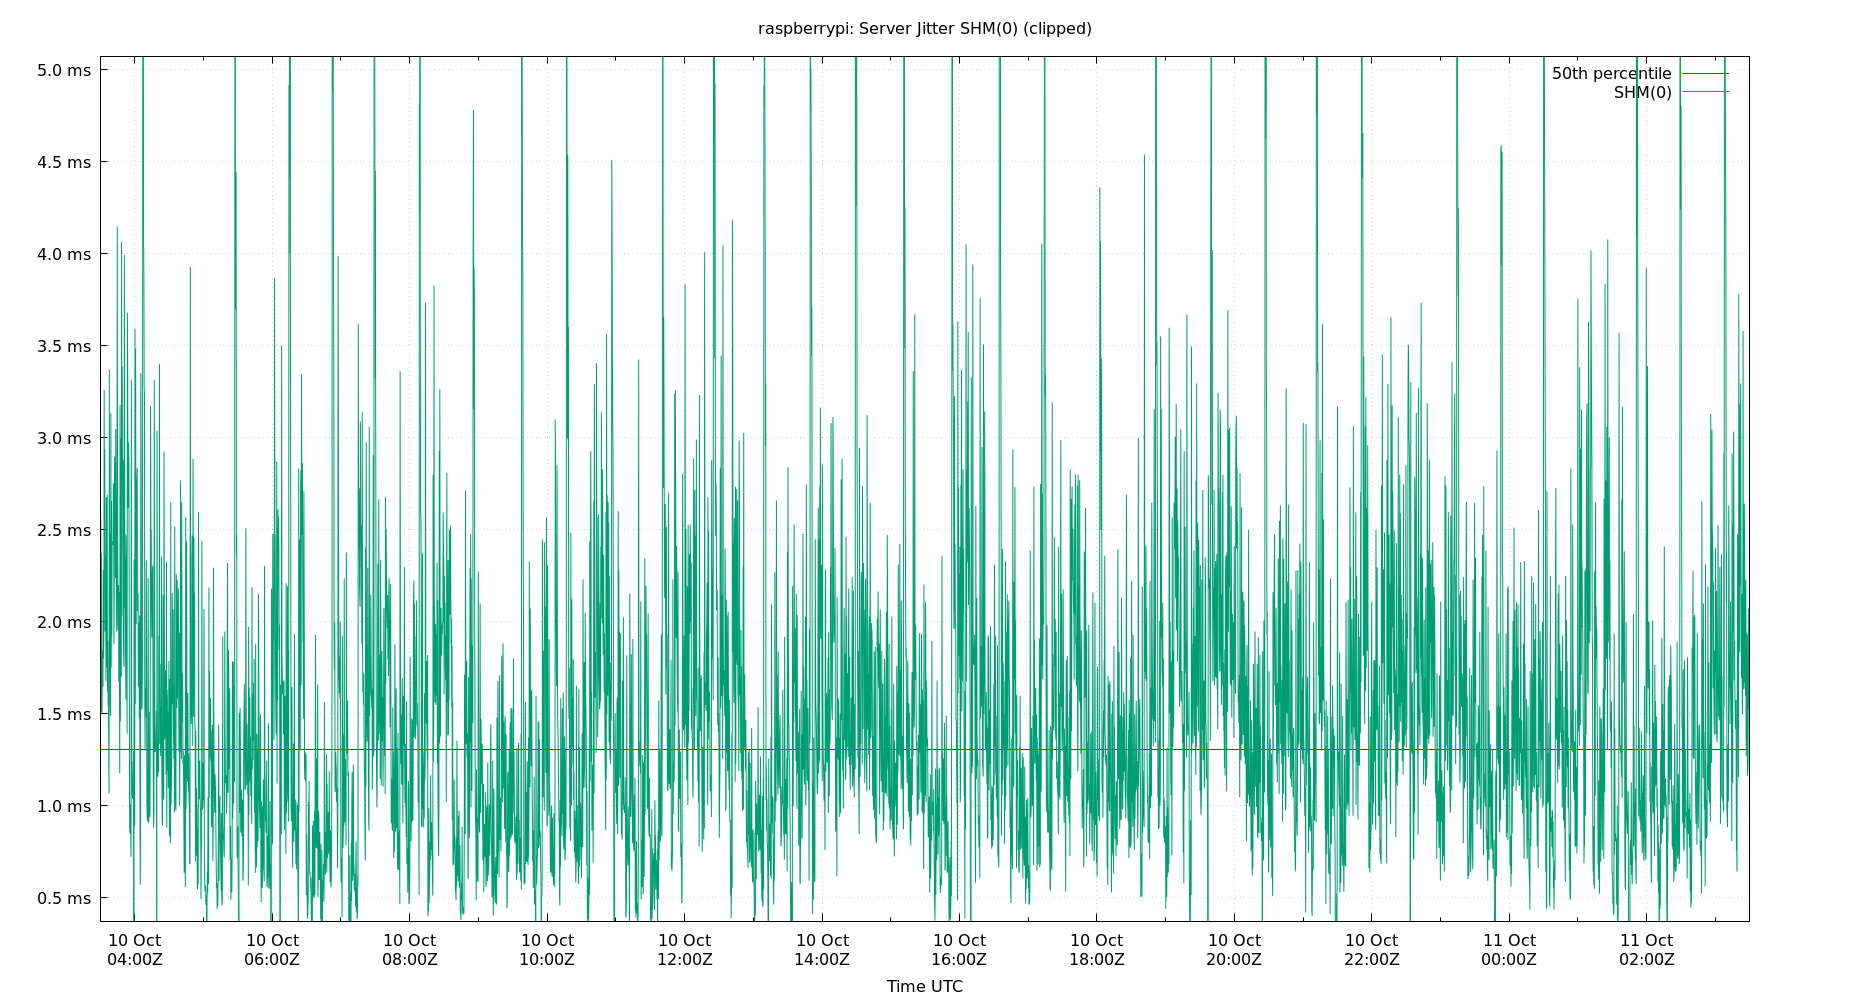 raspberrypi: Server Jitter SHM(0) (clipped)
5.0 ms
50th percentile
SHM(0)
4.5 ms
4.0 ms
3.5 ms
3.0 ms
2.5 ms
2.0 ms
1.5 ms
1.0 ms
0.5 ms
10 Oct 10 Oct 10 Oct 10 Oct 10 Oct 10 Oct 10 Oct 10 Oct 10 Oct 10 Oct 11 Oct 11 Oct
04:00Z 06:00Z 08:00Z 10:00Z 12:00Z 14:00Z 16:00Z 18:00Z 20:00Z 22:00Z 00:00Z 02:00Z
Time UTC